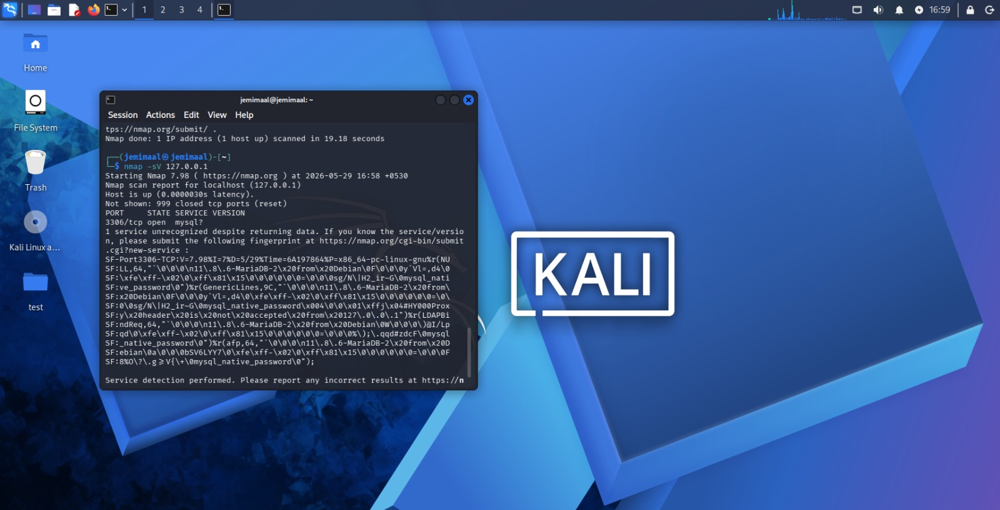 1 2 3 4
16:59
Home
File System
Trash
Kali Linux a...
test
jemimaal@jemimaal: ~
Session Actions Edit View Help
tps://nmap.org/submit/ .
Nmap done: 1 IP address (1 host up) scanned in 19.18 seconds
┌──(jemimaal㉿jemimaal)-[~]
└─$ nmap -sV 127.0.0.1
Starting Nmap 7.98 ( https://nmap.org ) at 2026-05-29 16:58 +0530
Nmap scan report for localhost (127.0.0.1)
Host is up (0.0000030s latency).
Not shown: 999 closed tcp ports (reset)
PORT     STATE SERVICE VERSION
3306/tcp open  mysql?
1 service unrecognized despite returning data. If you know the service/versio
n, please submit the following fingerprint at https://nmap.org/cgi-bin/submit
.cgi?new-service :
SF-Port3306-TCP:V=7.98%I=7%D=5/29%Time=6A197864%P=x86_64-pc-linux-gnu%r(NU
SF:LL,64,"`\0\0\0\n11\.8\.6-MariaDB-2\x20from\x20Debian\0F\0\0\0y`Vl=,d4\0
SF:\xfe\xff-\x02\0\xff\x81\x15\0\0\0\0\0\0=\0\0\0sg/N\|H2_ir~G\0mysql_nati
SF:ve_password\0")%r(GenericLines,9C,"`\0\0\0\n11\.8\.6-MariaDB-2\x20from\
SF:x20Debian\0F\0\0\0y`Vl=,d4\0\xfe\xff-\x02\0\xff\x81\x15\0\0\0\0\0\0=\0\
SF:0\0sg/N\|H2_ir~G\0mysql_native_password\x004\0\0\x01\xffj\x04#HY000Prox
SF:y\x20header\x20is\x20not\x20accepted\x20from\x20127\.0\.0\.1")%r(LDAPBi
SF:ndReq,64,"`\0\0\0\n11\.8\.6-MariaDB-2\x20from\x20Debian\0W\0\0\0\)@I/Lp
SF:qd\0\xfe\xff-\x02\0\xff\x81\x15\0\0\0\0\0\0=\0\0\0%\);\.qqd#zdcF\0mysql
SF:_native_password\0")%r(afp,64,"`\0\0\0\n11\.8\.6-MariaDB-2\x20from\x20D
SF:ebian\0a\0\0\0bSV6LYY7\0\xfe\xff-\x02\0\xff\x81\x15\0\0\0\0\0\0=\0\0\0F
SF:8%O\?\.g>=V{\+\0mysql_native_password\0");
Service detection performed. Please report any incorrect results at https://n
KALI